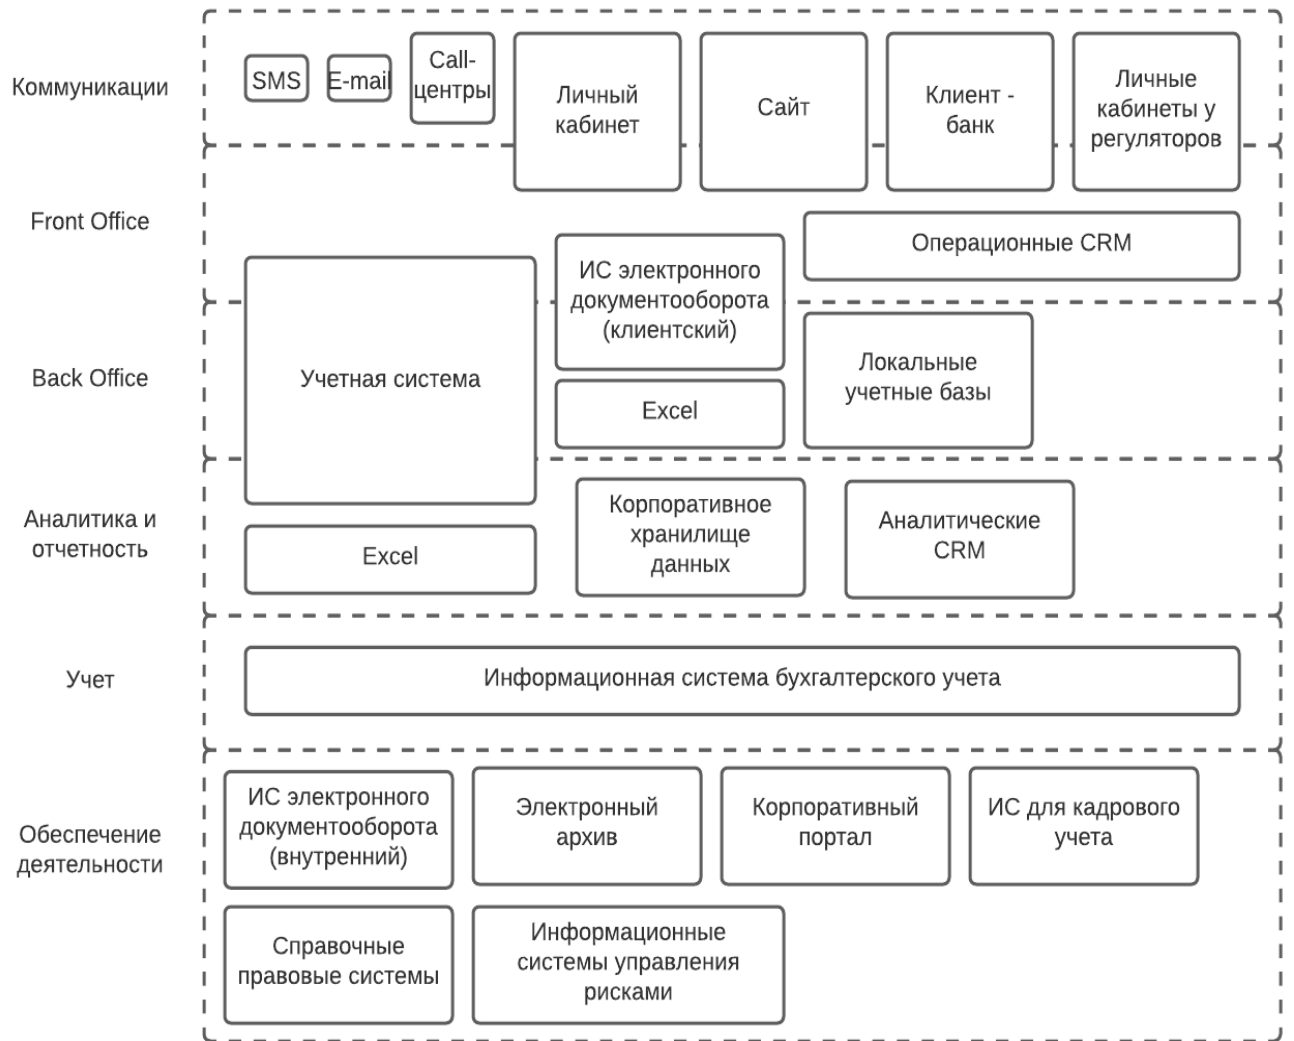 Коммуникации
SMS
E-mail
Call-
центры
Личный
кабинет
Сайт
Клиент -
банк
Личные
кабинеты у
регуляторов
Front Office
Операционные CRM
ИС электронного
документооборота
(клиентский)
Back Office
Учетная система
Excel
Локальные
учетные базы
Аналитика и
отчетность
Excel
Корпоративное
хранилище
данных
Аналитические
CRM
Учет
Информационная система бухгалтерского учета
Обеспечение
деятельности
ИС электронного
документооборота
(внутренний)
Электронный
архив
Корпоративный
портал
ИС для кадрового
учета
Справочные
правовые системы
Информационные
системы управления
рисками